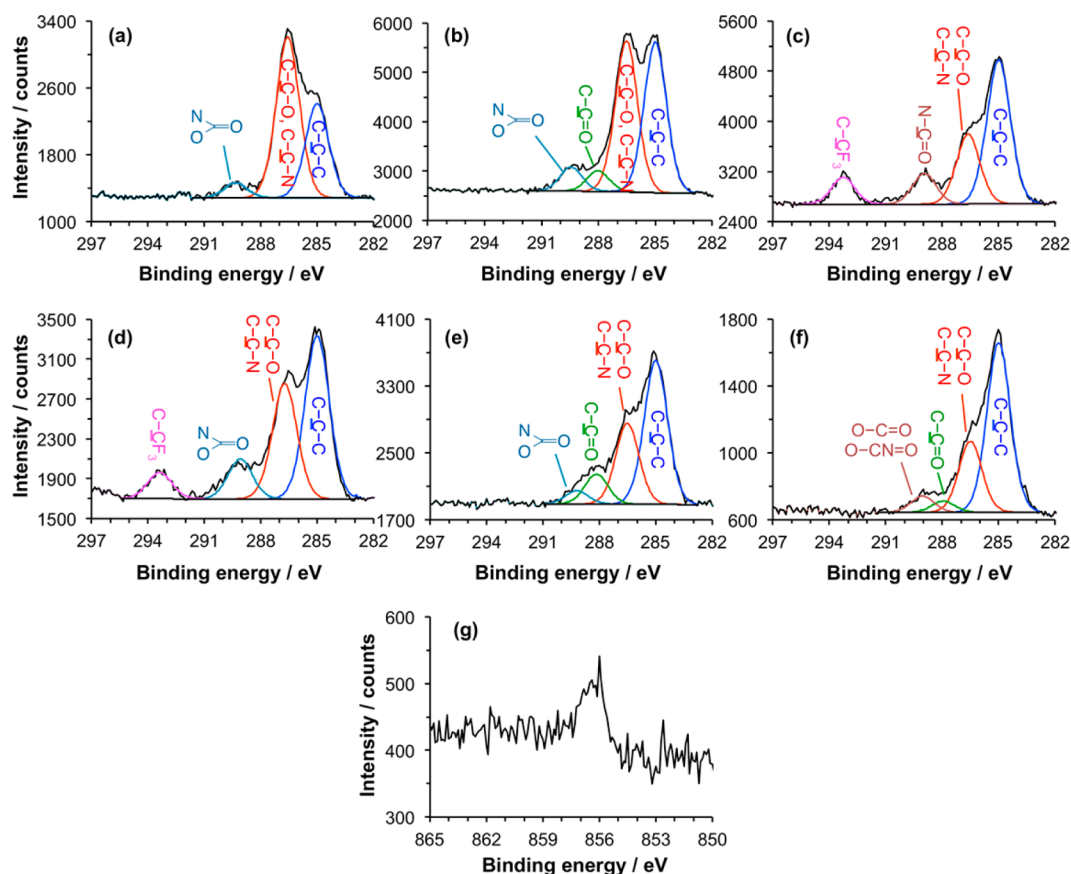 Intensity / counts
3400
2600
1800
1000
(a)
N
O
O
C-C-O, C-C-N
C-C-C
297 294 291 288 285 282
Binding energy / eV
7000
6000
5000
4000
3000
2000
(b)
N
O
O
C-C=O
C-C-O, C-C-N
C-C-C
297 294 291 288 285 282
Binding energy / eV
5600
4800
4000
3200
2400
(c)
C-CF3
N-C=O
C-C-N
C-C-O
C-C-C
297 294 291 288 285 282
Binding energy / eV
Intensity / counts
3500
3100
2700
2300
1900
1500
(d)
C-CF3
N
O
O
C-C-N
C-C-O
C-C-C
297 294 291 288 285 282
Binding energy / eV
4100
3300
2500
1700
(e)
N
O
O
C-C=O
C-C-N
C-C-O
C-C-C
297 294 291 288 285 282
Binding energy / eV
1800
1400
1000
600
(f)
O-C=O
O-CN=O
C-C=O
C-C-N
C-C-O
C-C-C
297 294 291 288 285 282
Binding energy / eV
Intensity / counts
600
500
400
300
(g)
865 862 859 856 853 850
Binding energy / eV